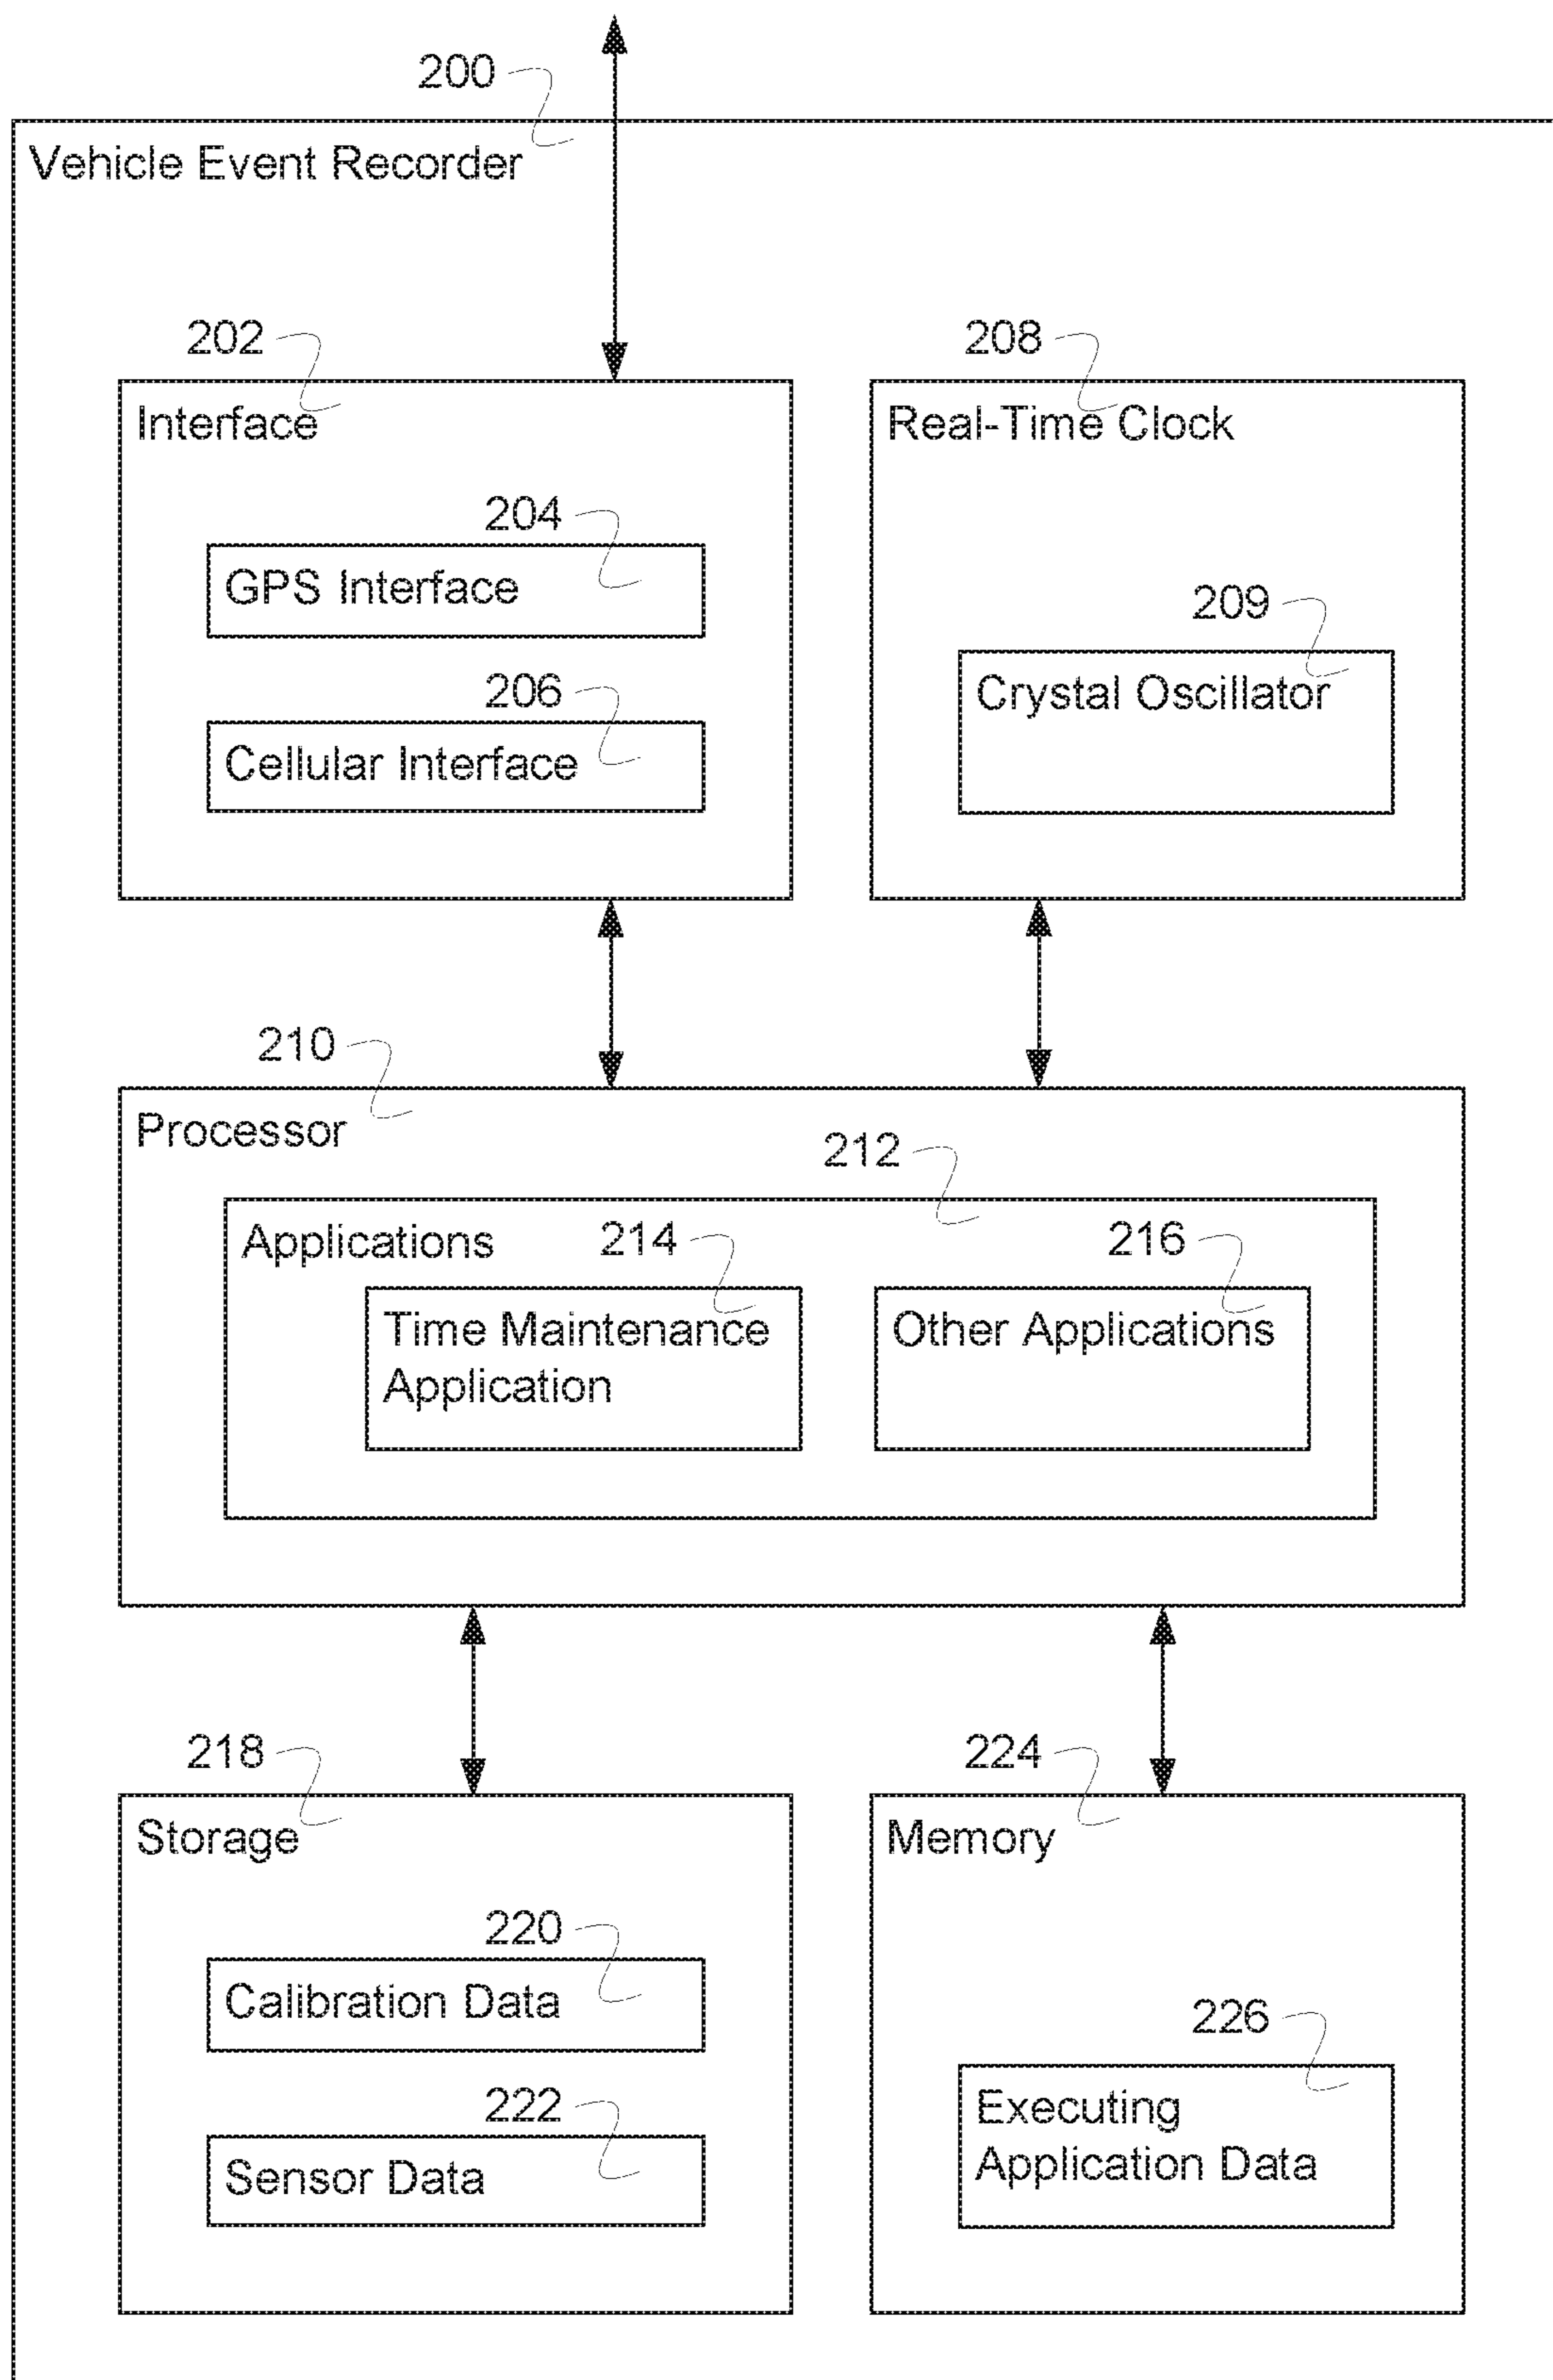 200
Vehicle Event Recorder
202
208
Interface
Real-Time Clock
204
GPS Interface
209
206
Crystal Oscillator
Cellular Interface
210
Processor
212
Applications
214
216
Time Maintenance
Application
Other Applications
218
224
Storage
Memory
220
Calibration Data
226
222
Executing
Application Data
Sensor Data